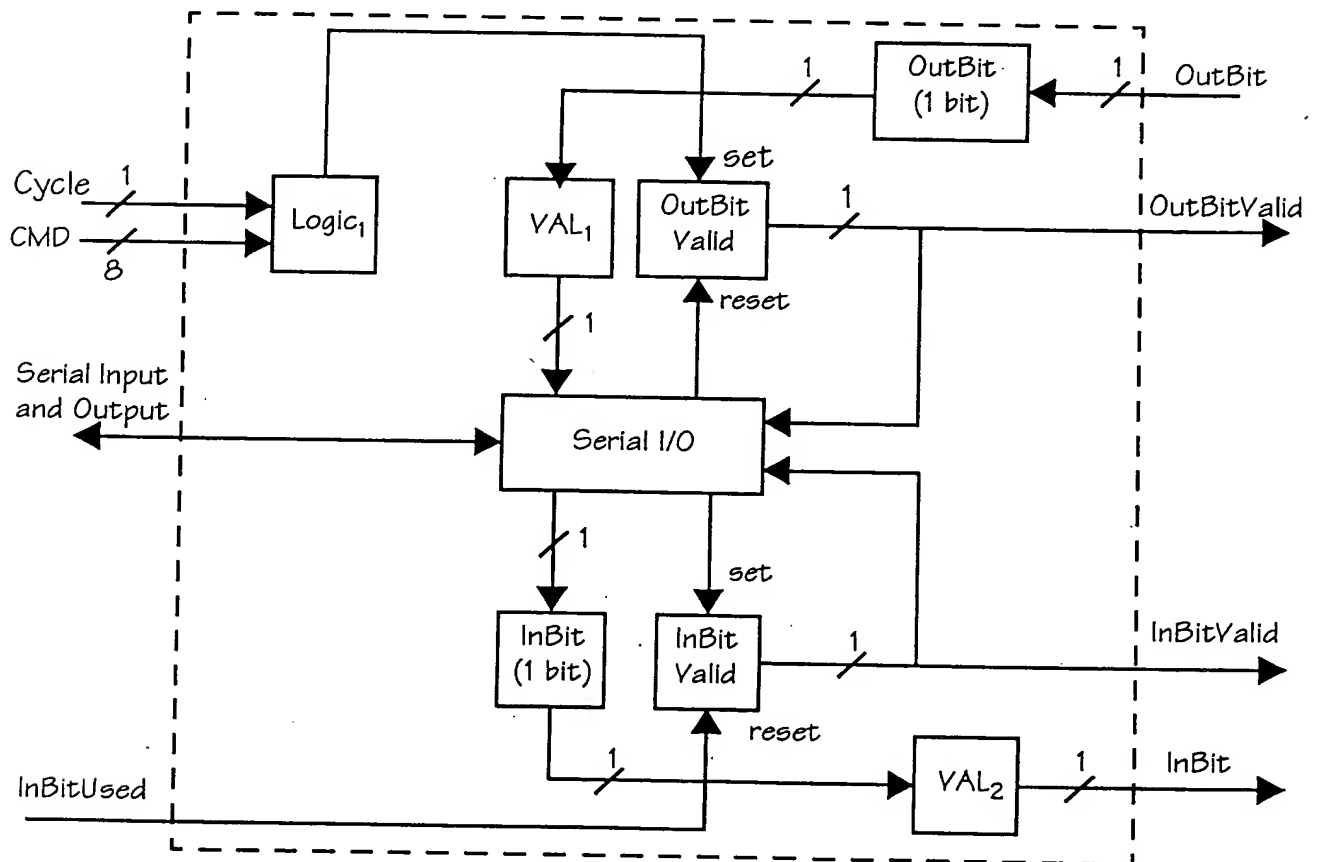 1
OutBit
(1 bit)
1
OutBit
set
Cycle
1
Logic₁
VAL₁
OutBit
Valid
1
OutBitValid
CMD
8
reset
1
Serial Input
and Output
Serial I/O
1
set
InBit
(1 bit)
InBit
Valid
1
InBitValid
reset
InBitUsed
1
VAL₂
1
InBit